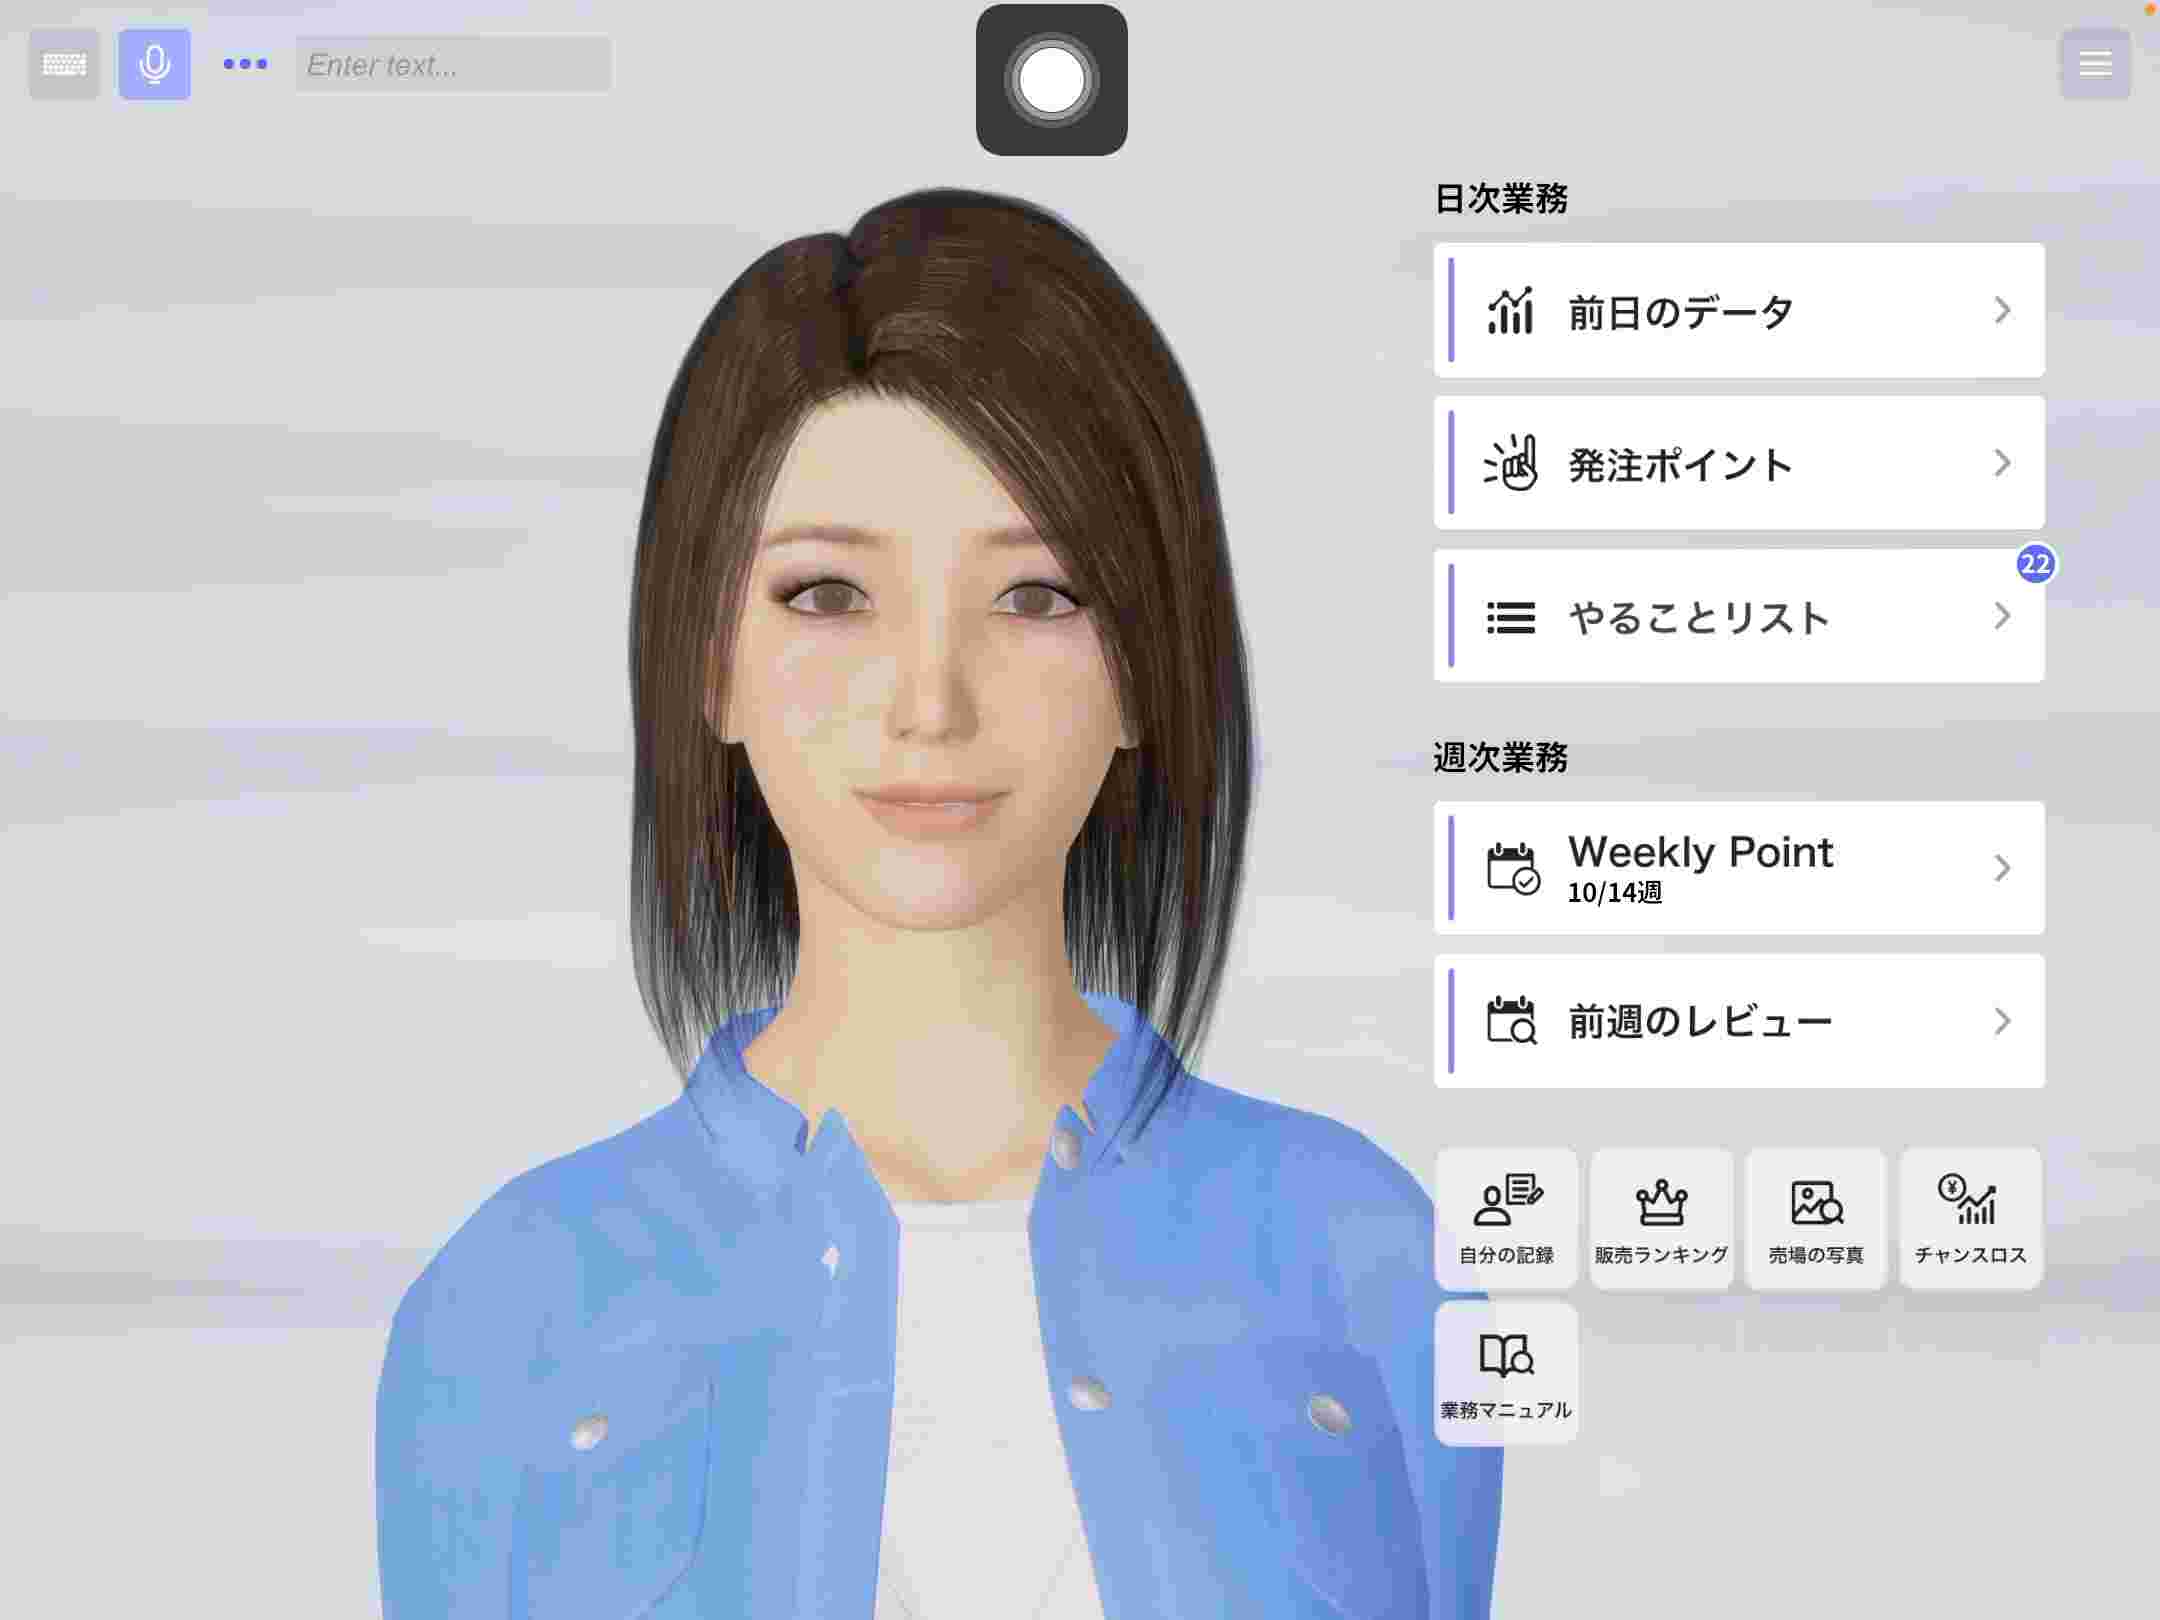 Enter text...
日次業務
前日のデータ
発注ポイント
22
やることリスト
週次業務
Weekly Point
10/14週
前週のレビュー
自分の記録
販売ランキング
売場の写真
チャンスロス
業務マニュアル